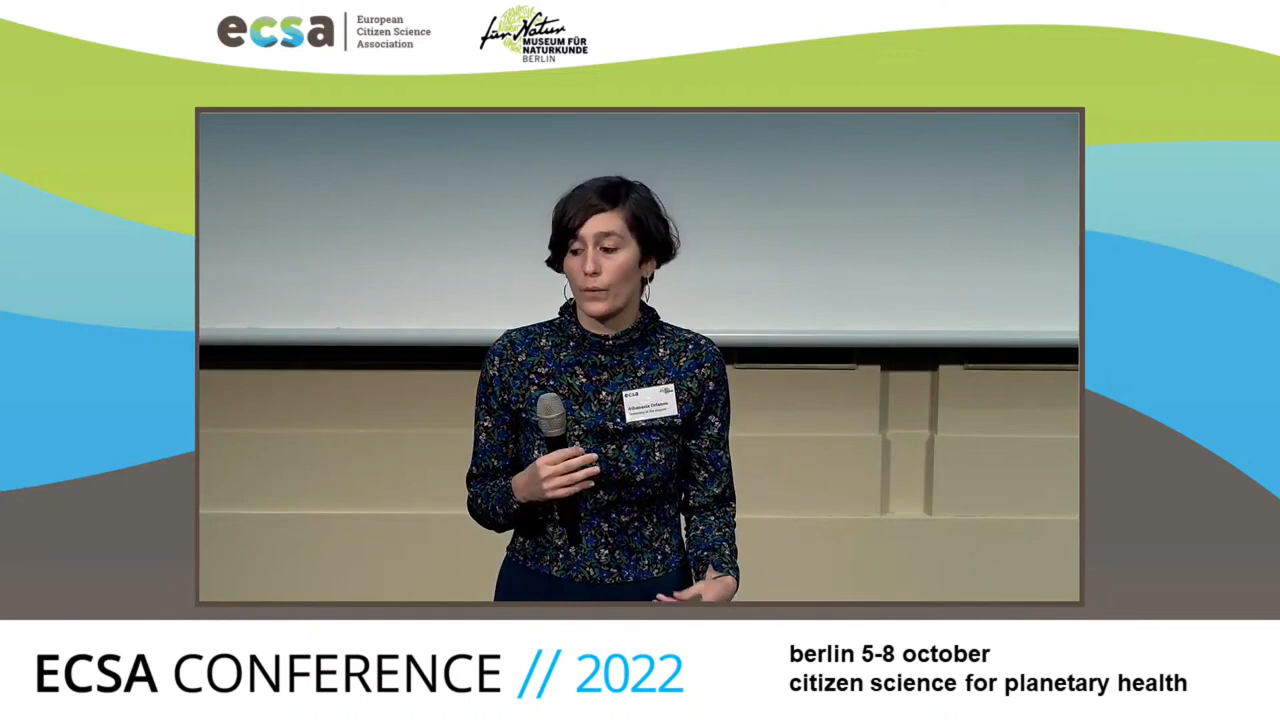 ecsa
European
Citizen Science
Association
für Natur
MUSEUM FÜR
NATURKUNDE
BERLIN
ecsa
ECSA CONFERENCE // 2022
berlin 5-8 october
citizen science for planetary health